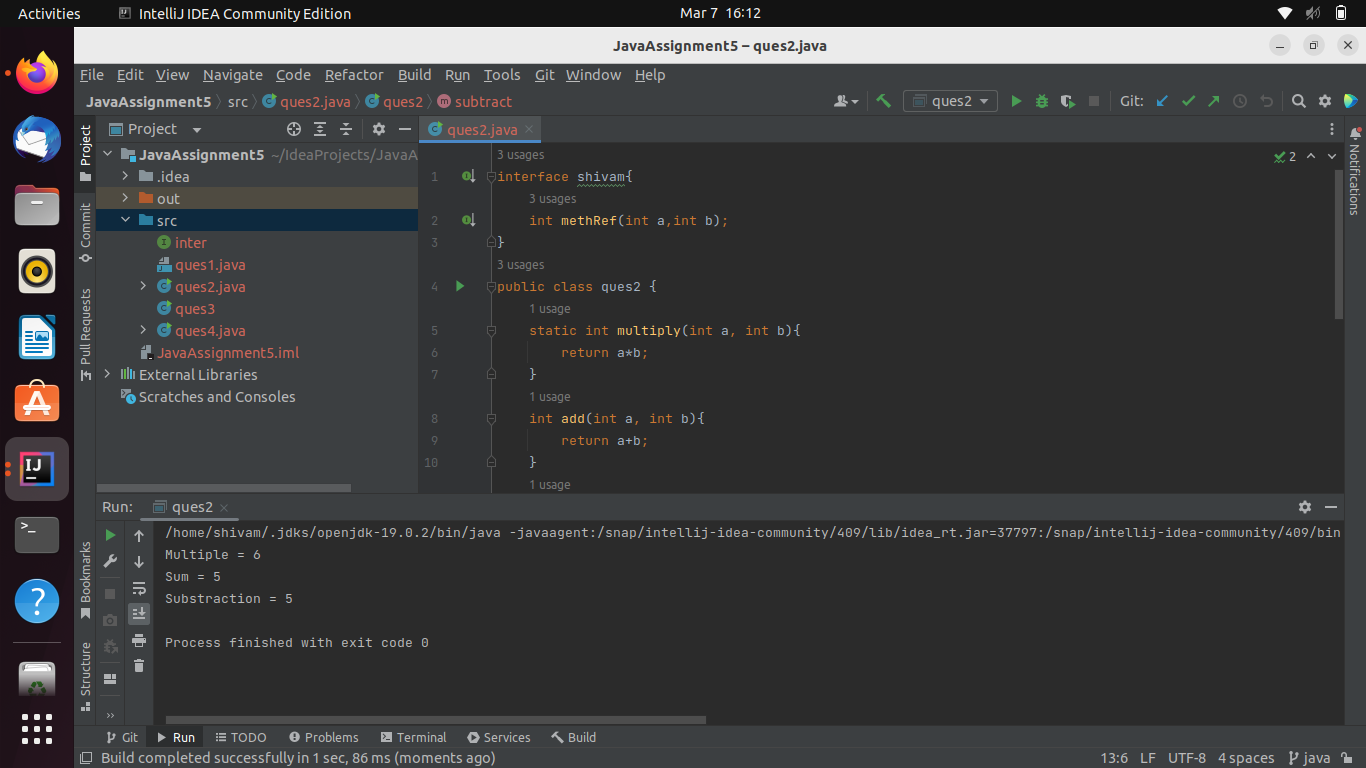 Activities IntelliJ IDEA Community Edition Mar 7 16:12
JavaAssignment5 – ques2.java
File Edit View Navigate Code Refactor Build Run Tools Git Window Help
JavaAssignment5 src ques2.java ques2 subtract ques2 Git:
Project
ques2.java
JavaAssignment5 ~/IdeaProjects/JavaA
.idea
out
src
inter
ques1.java
ques2.java
ques3
ques4.java
JavaAssignment5.iml
External Libraries
Scratches and Consoles
Project
Commit
Pull Requests
Bookmarks
Structure
Notifications
2
3 usages
1 interface shivam{
3 usages
2 int methRef(int a,int b);
3 }
3 usages
4 public class ques2 {
1 usage
5 static int multiply(int a, int b){
6 return a*b;
7 }
1 usage
8 int add(int a, int b){
9 return a+b;
10 }
1 usage
Run: ques2
/home/shivam/.jdks/openjdk-19.0.2/bin/java -javaagent:/snap/intellij-idea-community/409/lib/idea_rt.jar=37797:/snap/intellij-idea-community/409/bin
Multiple = 6
Sum = 5
Substraction = 5
Process finished with exit code 0
Git Run TODO Problems Terminal Services Build
Build completed successfully in 1 sec, 86 ms (moments ago) 13:6 LF UTF-8 4 spaces java